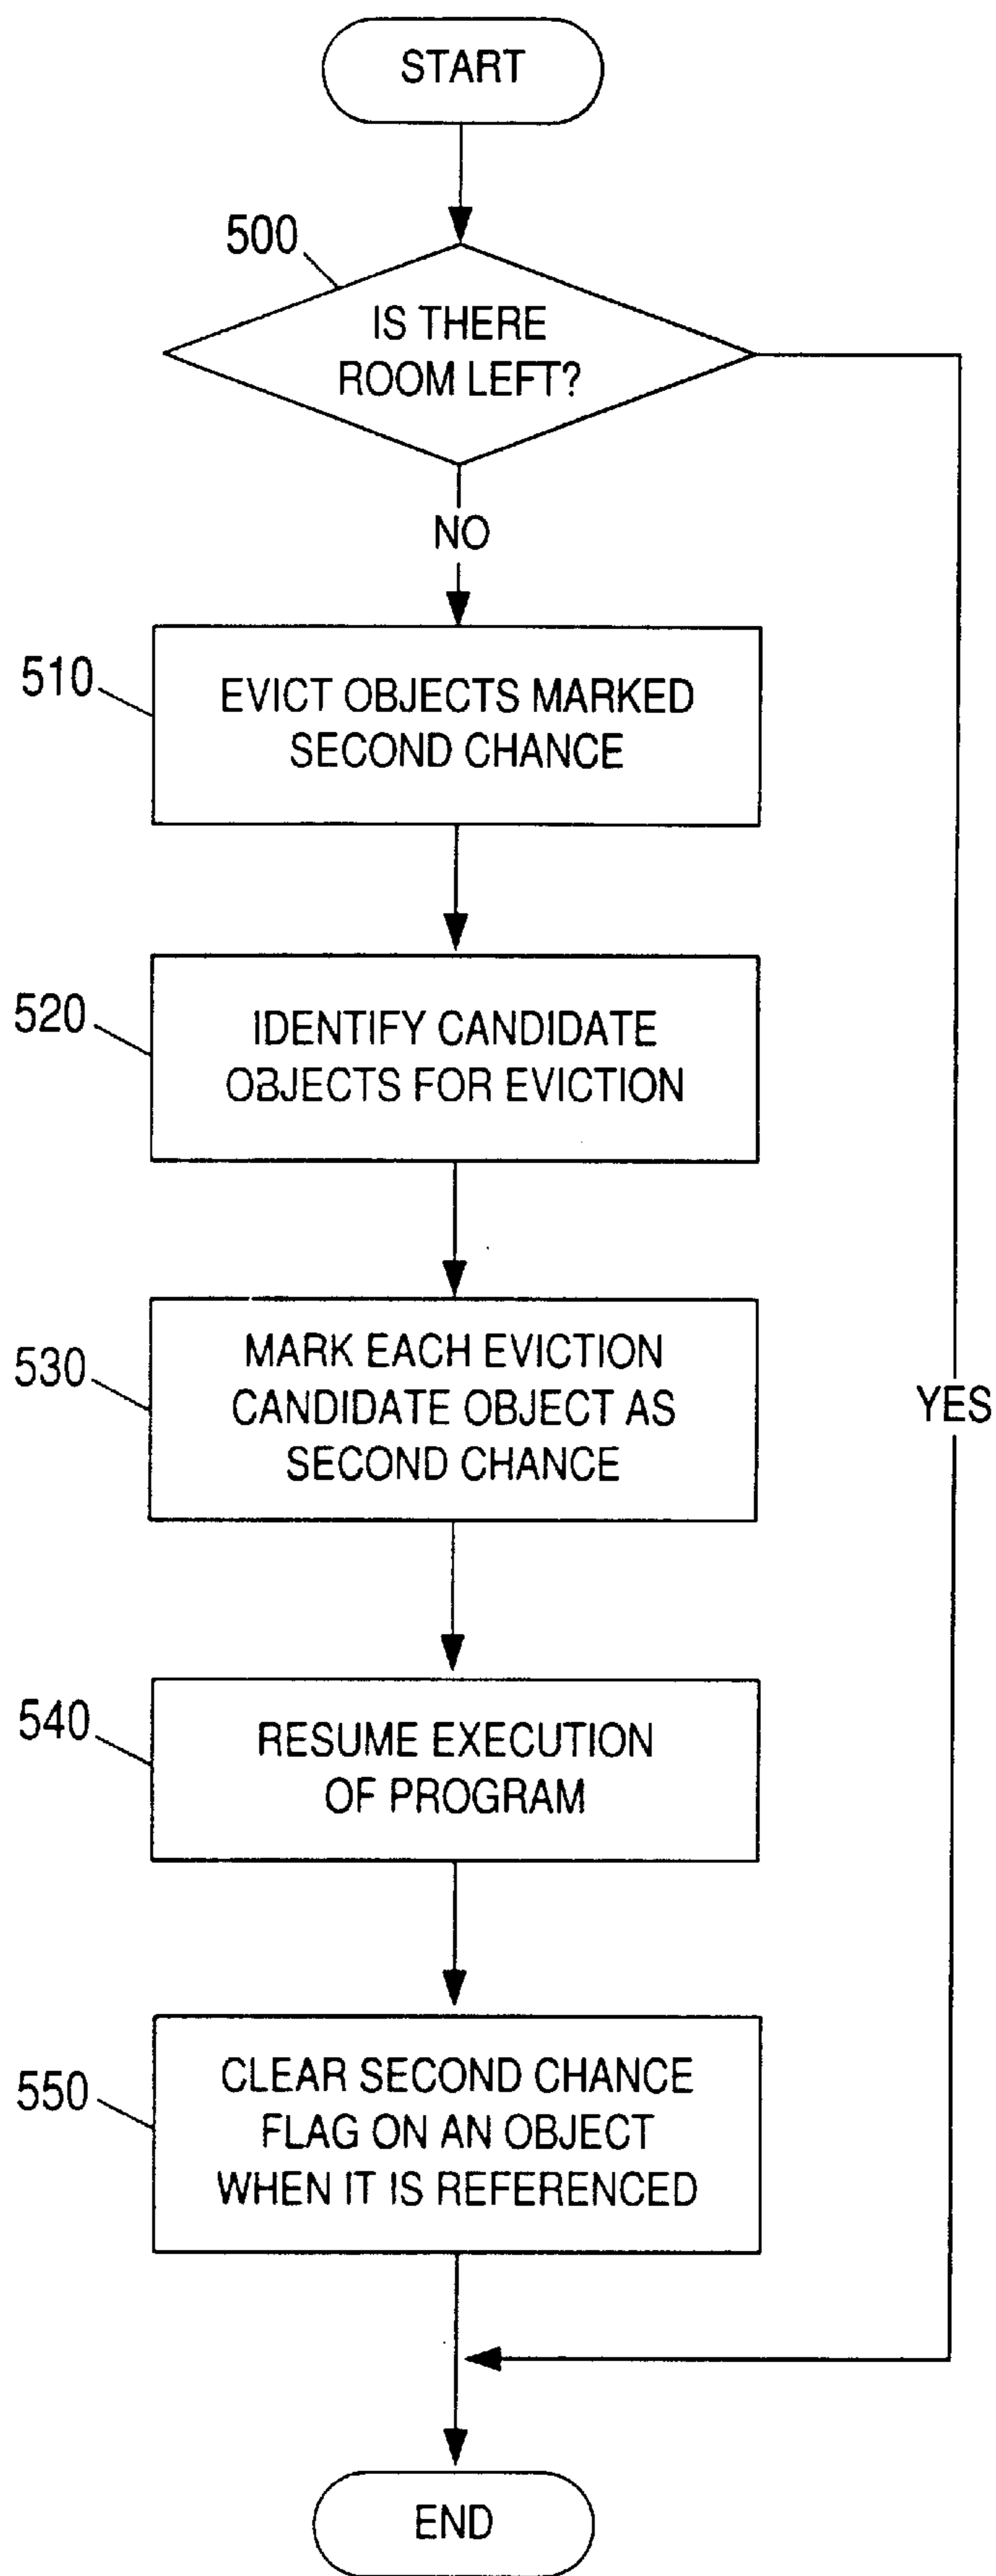 START
500
IS THERE
ROOM LEFT?
NO
510
EVICT OBJECTS MARKED
SECOND CHANCE
520
IDENTIFY CANDIDATE
OBJECTS FOR EVICTION
530
MARK EACH EVICTION
CANDIDATE OBJECT AS
SECOND CHANCE
YES
540
RESUME EXECUTION
OF PROGRAM
550
CLEAR SECOND CHANCE
FLAG ON AN OBJECT
WHEN IT IS REFERENCED
END